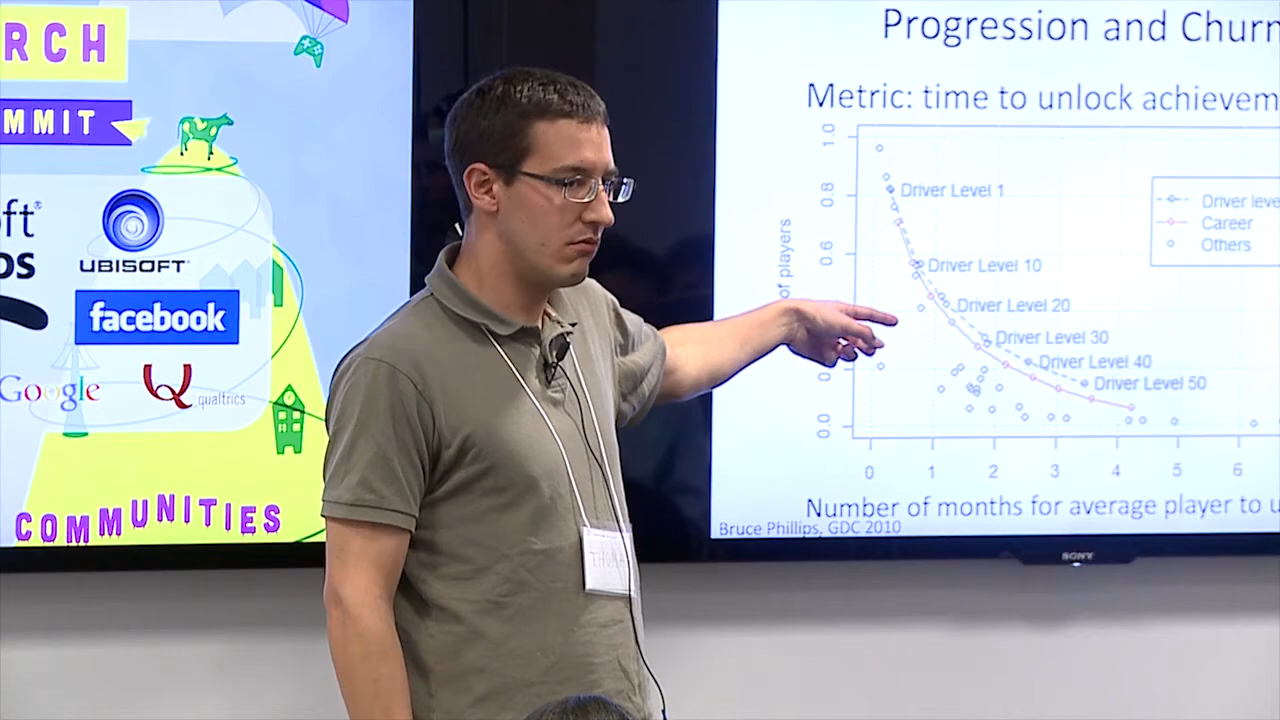 RCH
MMIT
oft®
OS
UBISOFT
facebook
Google
qualtrics
COMMUNITIES
THOM
Progression and Churn
Metric: time to unlock achievem
Driver Level 1
Driver Level 10
Driver Level 20
Driver Level 30
Driver Level 40
Driver Level 50
Driver leve
Career
Others
of players
1.0
0.8
0.6
0.0
0 1 2 3 4 5 6
Number of months for average player to u
Bruce Phillips, GDC 2010
SONY